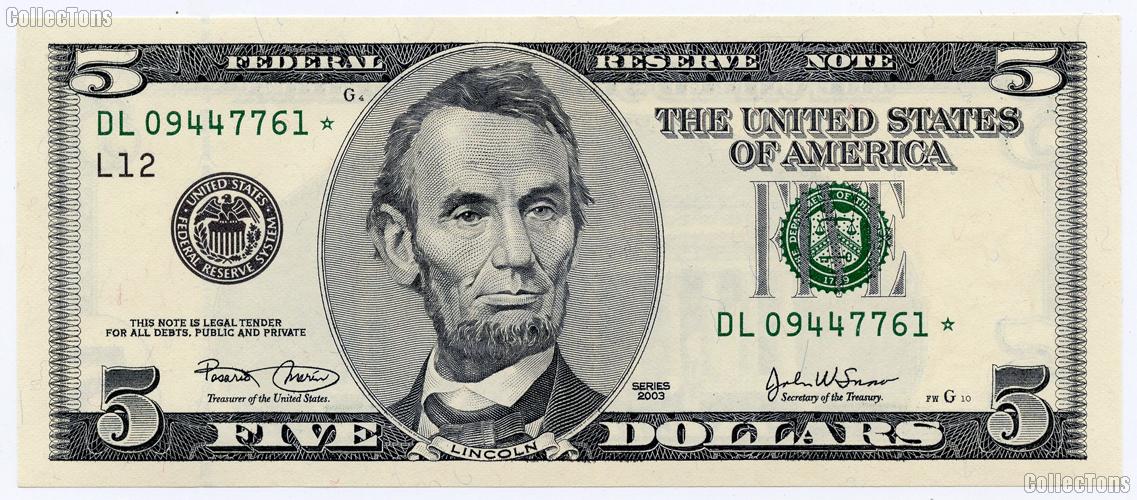 CollecTons
CollecTons
5 FEDERAL RESERVE NOTE 5
G4
DL 09447761 ☆
L12
THE UNITED STATES
OF AMERICA
UNITED STATES FEDERAL RESERVE SYSTEM
FIVE
THE DEPARTMENT OF THE TREASURY
1789
DL 09447761 ☆
THIS NOTE IS LEGAL TENDER
FOR ALL DEBTS, PUBLIC AND PRIVATE
Rosario Marin
Treasurer of the United States.
SERIES
2003
John W Snow
Secretary of the Treasury.
FW G 10
5 FIVE DOLLARS 5
LINCOLN
CollecTons
CollecTons